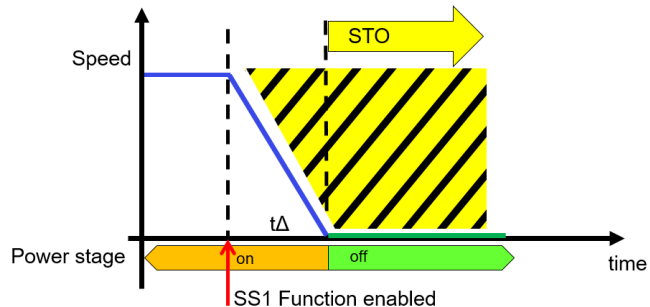 STO
Speed
tΔ
Power stage
on
off
time
SS1 Function enabled